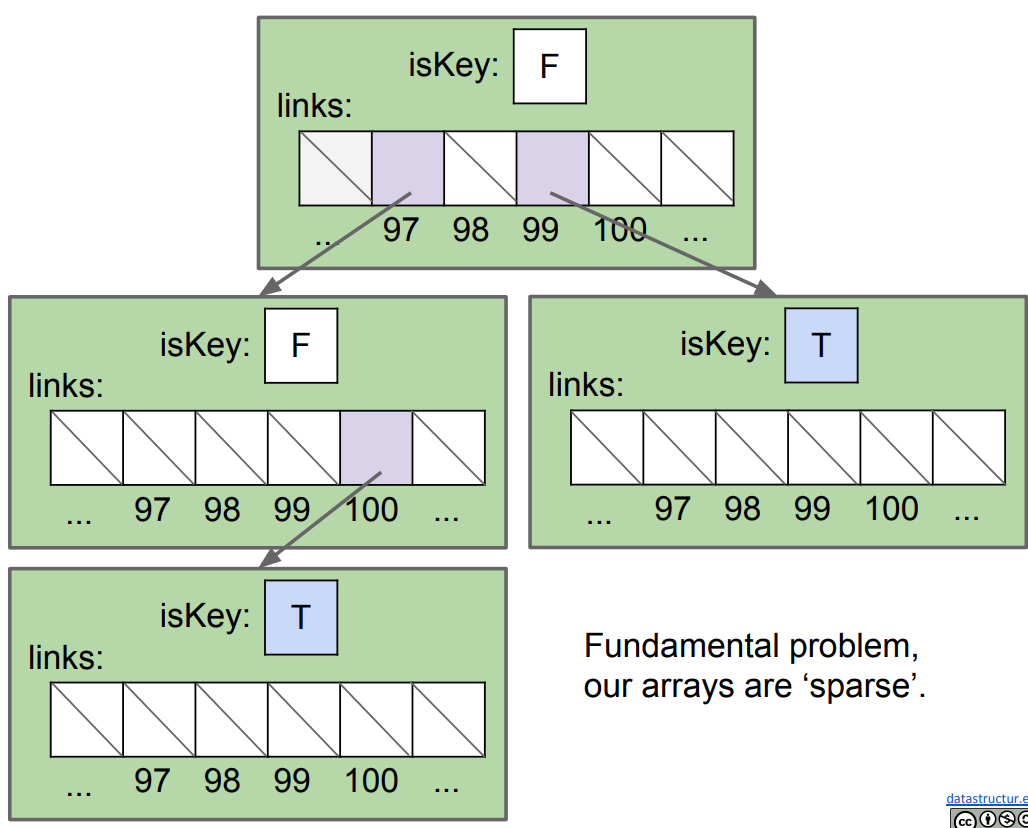 isKey: F
links:
... 97 98 99 100 ...
isKey: F
links:
... 97 98 99 100 ...
isKey: T
links:
... 97 98 99 100 ...
isKey: T
links:
... 97 98 99 100 ...
Fundamental problem,
our arrays are ‘sparse’.
datastructur.e
cc